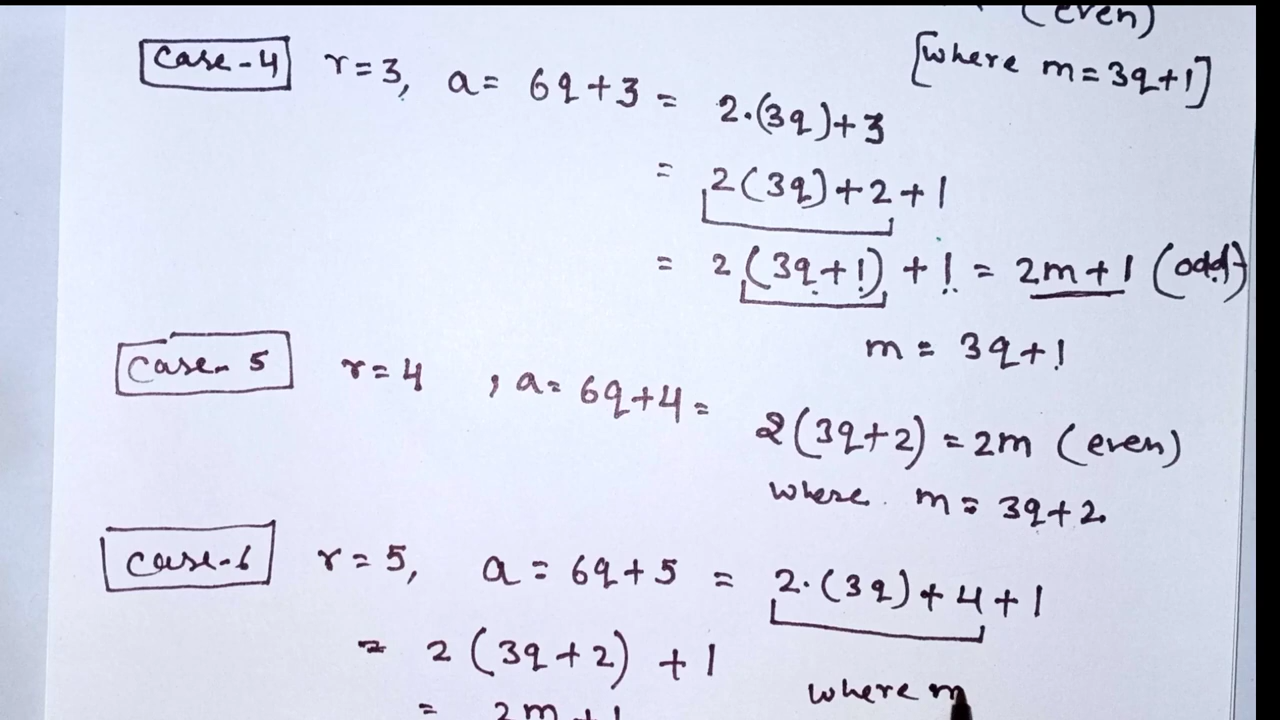 (even)
[where m = 3q+1]
Case-4 r=3, a= 6q+3 = 2.(3q)+3
= 2(3q)+2+1
= 2(3q+1)+1 = 2m+1 (odd)
m = 3q+1
Case-5 r=4 , a= 6q+4 = 2(3q+2) = 2m (even)
where m = 3q+2.
Case-6 r=5, a = 6q+5 = 2.(3q)+4+1
= 2(3q+2) +1
where m
= 2m+1